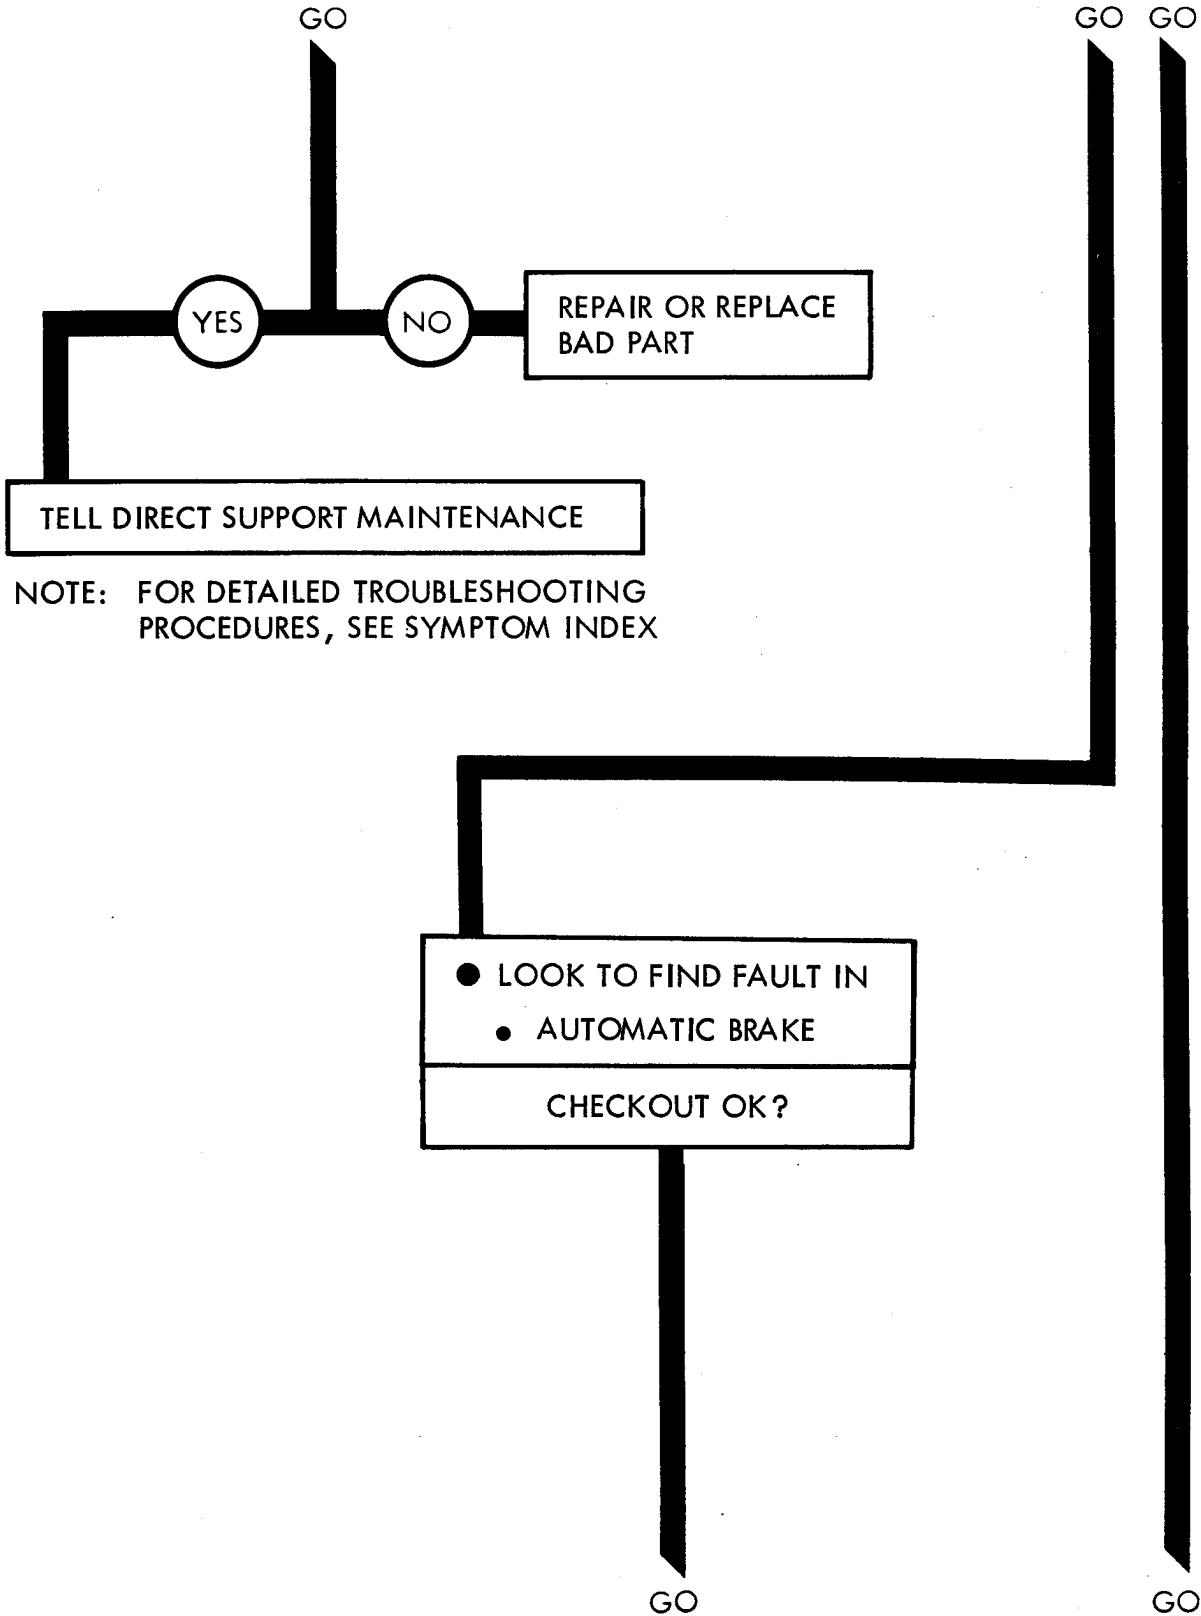 GO
GO GO
YES
NO
REPAIR OR REPLACE
BAD PART
TELL DIRECT SUPPORT MAINTENANCE
NOTE: FOR DETAILED TROUBLESHOOTING
PROCEDURES, SEE SYMPTOM INDEX
● LOOK TO FIND FAULT IN
• AUTOMATIC BRAKE
CHECKOUT OK?
GO
GO